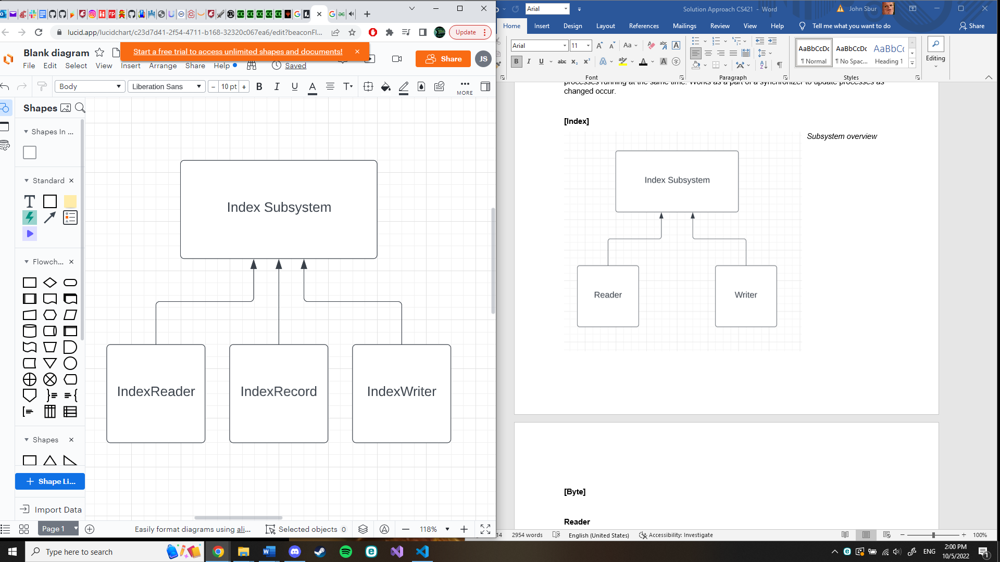 lucid.app/lucidchart/c23d7d41-2f54-4711-b168-32320c067ea6/edit?beaconFl...
Update
Blank diagram
Start a free trial to access unlimited shapes and documents!
Share
JS
File Edit Select View Insert Arrange Share Help
Saved
Body
Liberation Sans
10 pt
B I U A T
MORE
Shapes
Shapes In ...
Standard
T
Flowch...
Shapes
Shape Li...
Import Data
Index Subsystem
IndexReader
IndexRecord
IndexWriter
Page 1
Easily format diagrams using ali...
Selected objects 0
118%
Arial
Solution Approach CS421 - Word
John Sbur
Home Insert Design Layout References Mailings Review View Help Tell me what you want to do Share
Arial
11
Aa
B I U abc X₂ X²
Font
Paragraph
AaBbCcDc
¶ Normal
AaBbCcDc
¶ No Spac...
AaBbCc
Heading 1
Styles
Editing
processes running at the same time. Works as a part of a synchronizer to update processes as
changed occur.
[Index]
Subsystem overview
Index Subsystem
Reader
Writer
[Byte]
Reader
14 2954 words English (United States) Accessibility: Investigate
100%
Type here to search
ENG
2:00 PM
10/5/2022
1